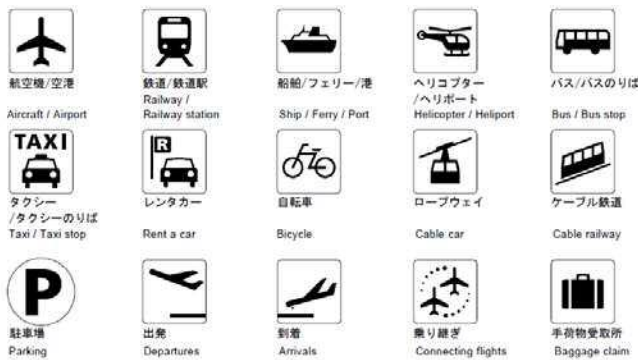 航空機/空港
Aircraft / Airport
鉄道/鉄道駅
Railway /
Railway station
船舶/フェリー/港
Ship / Ferry / Port
ヘリコプター
/ヘリポート
Helicopter / Heliport
バス/バスのりば
Bus / Bus stop
TAXI
タクシー
/タクシーのりば
Taxi / Taxi stop
R
レンタカー
Rent a car
自転車
Bicycle
ロープウェイ
Cable car
ケーブル鉄道
Cable railway
P
駐車場
Parking
出発
Departures
到着
Arrivals
乗り継ぎ
Connecting flights
手荷物受取所
Baggage claim